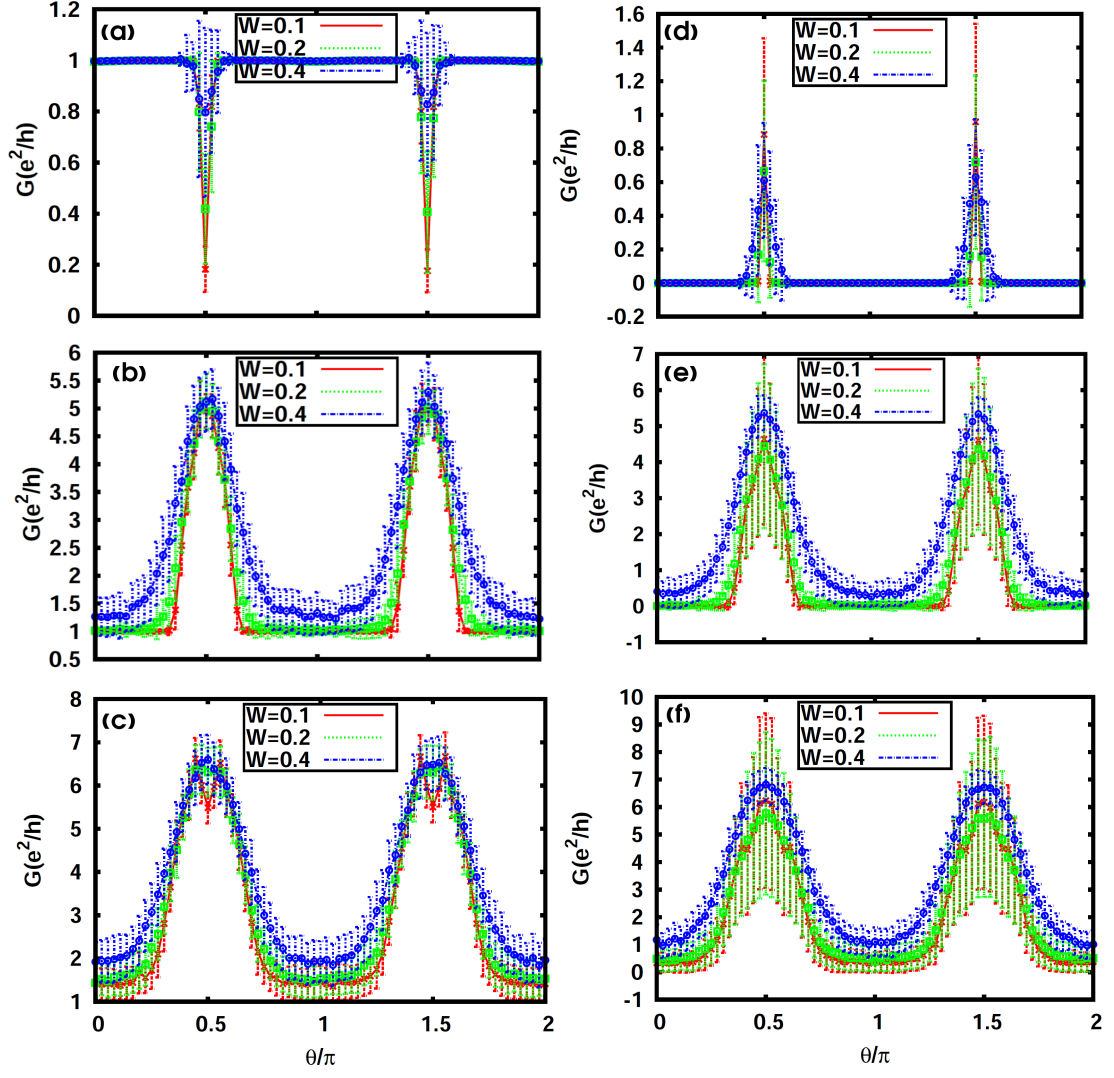 (a)
W=0.1
W=0.2
W=0.4
G(e²/h)
1.2
1
0.8
0.6
0.4
0.2
0
(d)
W=0.1
W=0.2
W=0.4
G(e²/h)
1.6
1.4
1.2
1
0.8
0.6
0.4
0.2
0
-0.2
(b)
W=0.1
W=0.2
W=0.4
G(e²/h)
6
5.5
5
4.5
4
3.5
3
2.5
2
1.5
1
0.5
(e)
W=0.1
W=0.2
W=0.4
G(e²/h)
7
6
5
4
3
2
1
0
-1
(c)
W=0.1
W=0.2
W=0.4
G(e²/h)
8
7
6
5
4
3
2
1
0 0.5 1 1.5 2
θ/π
(f)
W=0.1
W=0.2
W=0.4
G(e²/h)
10
9
8
7
6
5
4
3
2
1
0
-1
0 0.5 1 1.5 2
θ/π